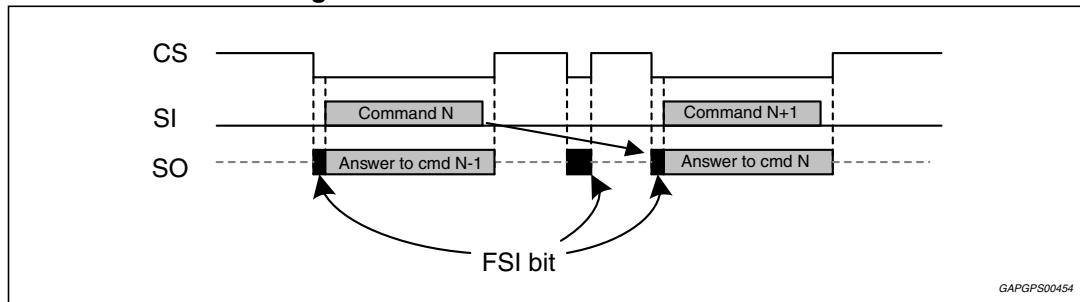 CS
SI
Command N
Command N+1
SO
Answer to cmd N-1
Answer to cmd N
FSI bit
GAPGPS00454